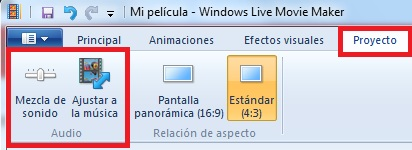 Mi película - Windows Live Movie Maker
Principal Animaciones Efectos visuales Proyecto
Mezcla de sonido
Ajustar a la música
Pantalla panorámica (16:9)
Estándar (4:3)
Audio
Relación de aspecto